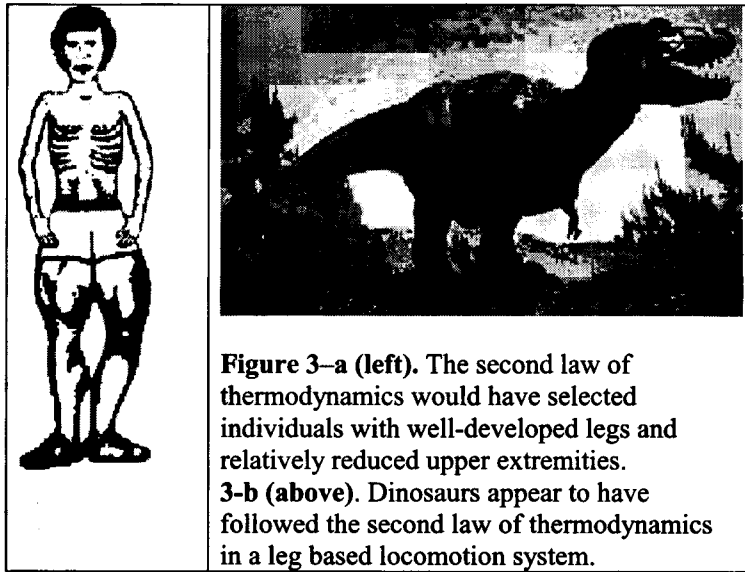 Figure 3–a (left). The second law of
thermodynamics would have selected
individuals with well-developed legs and
relatively reduced upper extremities.
3-b (above). Dinosaurs appear to have
followed the second law of thermodynamics
in a leg based locomotion system.